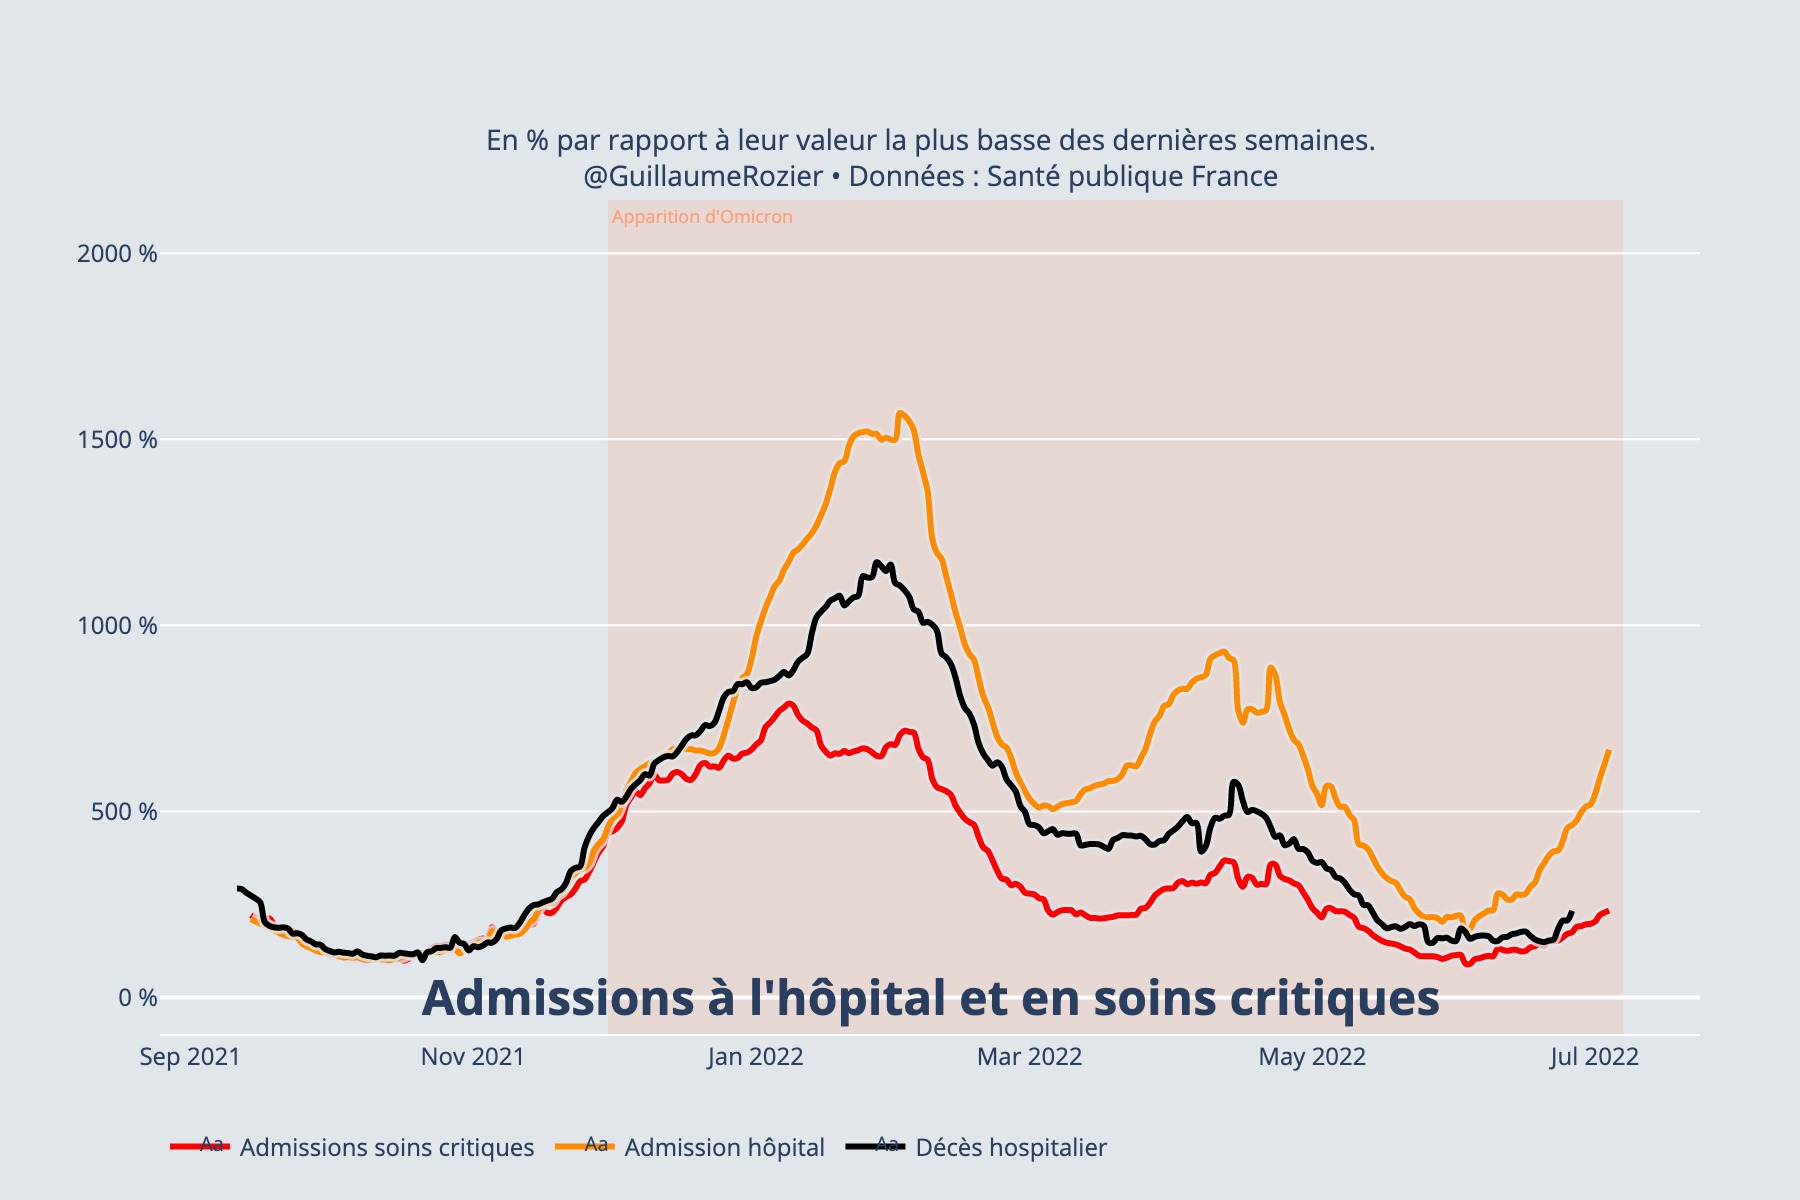 En % par rapport à leur valeur la plus basse des dernières semaines.
@GuillaumeRozier • Données : Santé publique France
Apparition d'Omicron
2000 %
1500 %
1000 %
500 %
0 %
Admissions à l'hôpital et en soins critiques
Sep 2021 Nov 2021 Jan 2022 Mar 2022 May 2022 Jul 2022
Aa Admissions soins critiques Aa Admission hôpital Aa Décès hospitalier